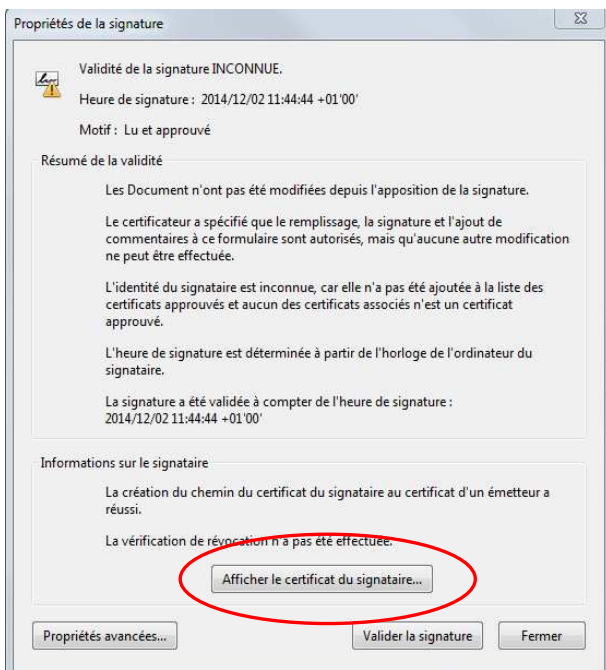 Propriétés de la signature
Validité de la signature INCONNUE.
Heure de signature : 2014/12/02 11:44:44 +01'00'
Motif : Lu et approuvé
Résumé de la validité
Les Document n'ont pas été modifiées depuis l'apposition de la signature.
Le certificateur a spécifié que le remplissage, la signature et l'ajout de
commentaires à ce formulaire sont autorisés, mais qu'aucune autre modification
ne peut être effectuée.
L'identité du signataire est inconnue, car elle n'a pas été ajoutée à la liste des
certificats approuvés et aucun des certificats associés n'est un certificat
approuvé.
L'heure de signature est déterminée à partir de l'horloge de l'ordinateur du
signataire.
La signature a été validée à compter de l'heure de signature :
2014/12/02 11:44:44 +01'00'
Informations sur le signataire
La création du chemin du certificat du signataire au certificat d'un émetteur a
réussi.
La vérification de révocation n'a pas été effectuée.
Afficher le certificat du signataire...
Propriétés avancées...
Valider la signature
Fermer